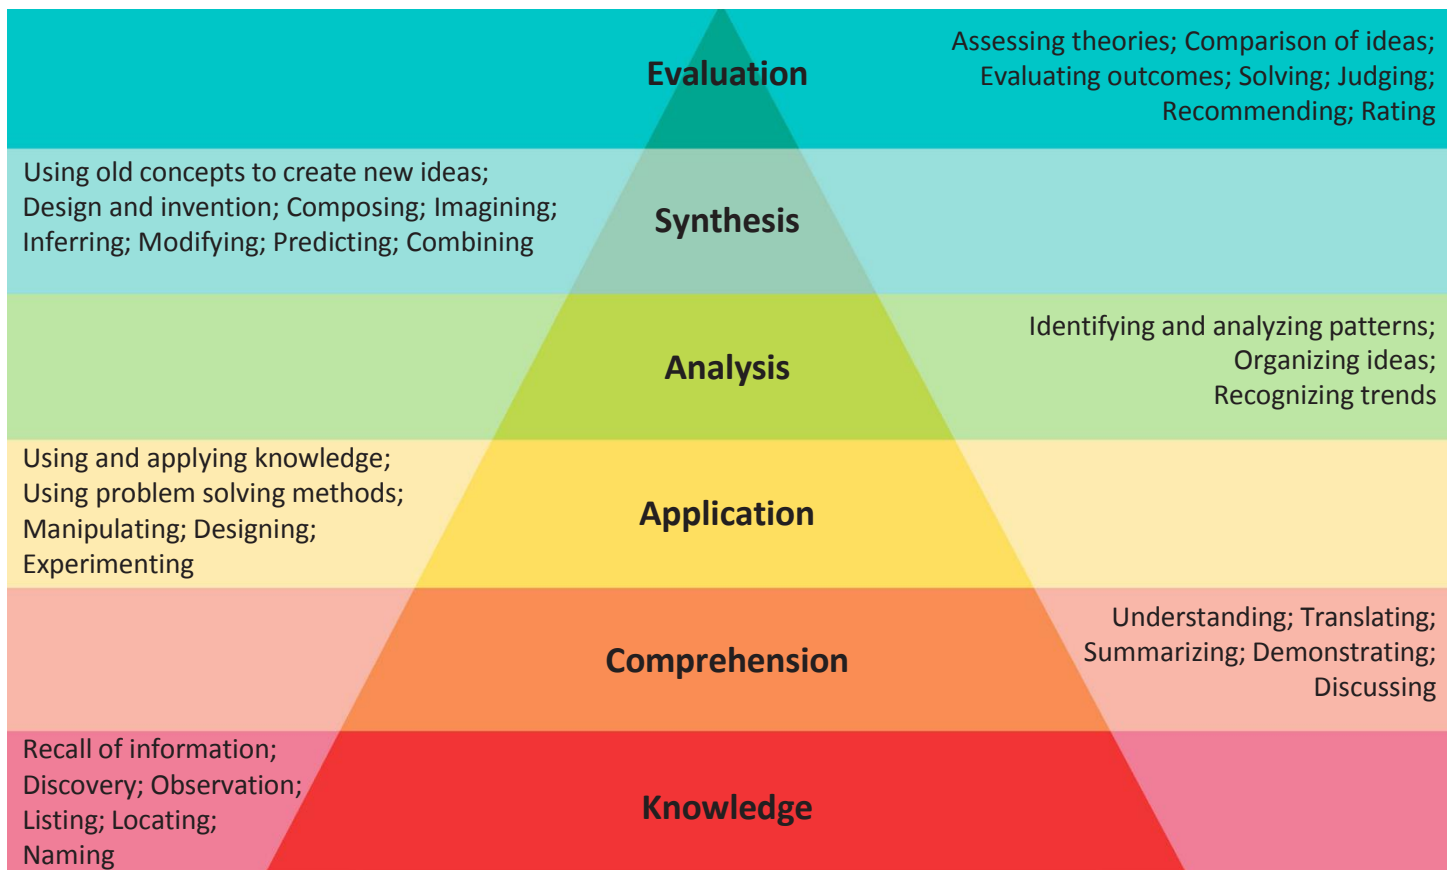 Evaluation
Assessing theories; Comparison of ideas;
Evaluating outcomes; Solving; Judging;
Recommending; Rating
Using old concepts to create new ideas;
Design and invention; Composing; Imagining;
Inferring; Modifying; Predicting; Combining
Synthesis
Analysis
Identifying and analyzing patterns;
Organizing ideas;
Recognizing trends
Using and applying knowledge;
Using problem solving methods;
Manipulating; Designing;
Experimenting
Application
Comprehension
Understanding; Translating;
Summarizing; Demonstrating;
Discussing
Recall of information;
Discovery; Observation;
Listing; Locating;
Naming
Knowledge